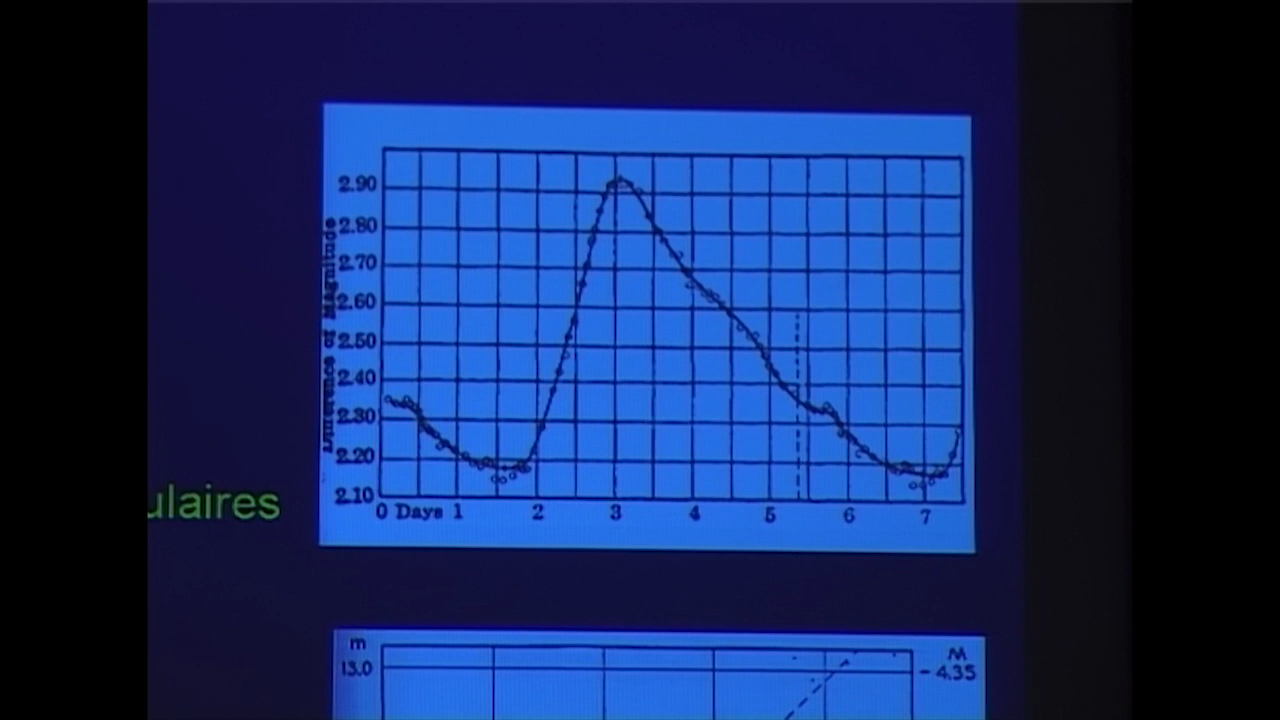 2.90
2.80
2.70
2.60
2.50
2.40
2.30
2.20
2.10
Difference of Magnitude
0 Days 1 2 3 4 5 6 7
ulaires
m
13.0
M
-4.35